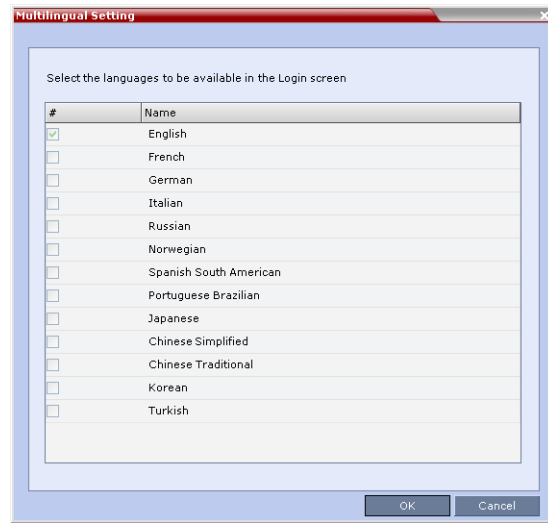 Multilingual Setting
Select the languages to be available in the Login screen
# Name
English
French
German
Italian
Russian
Norwegian
Spanish South American
Portuguese Brazilian
Japanese
Chinese Simplified
Chinese Traditional
Korean
Turkish
OK Cancel